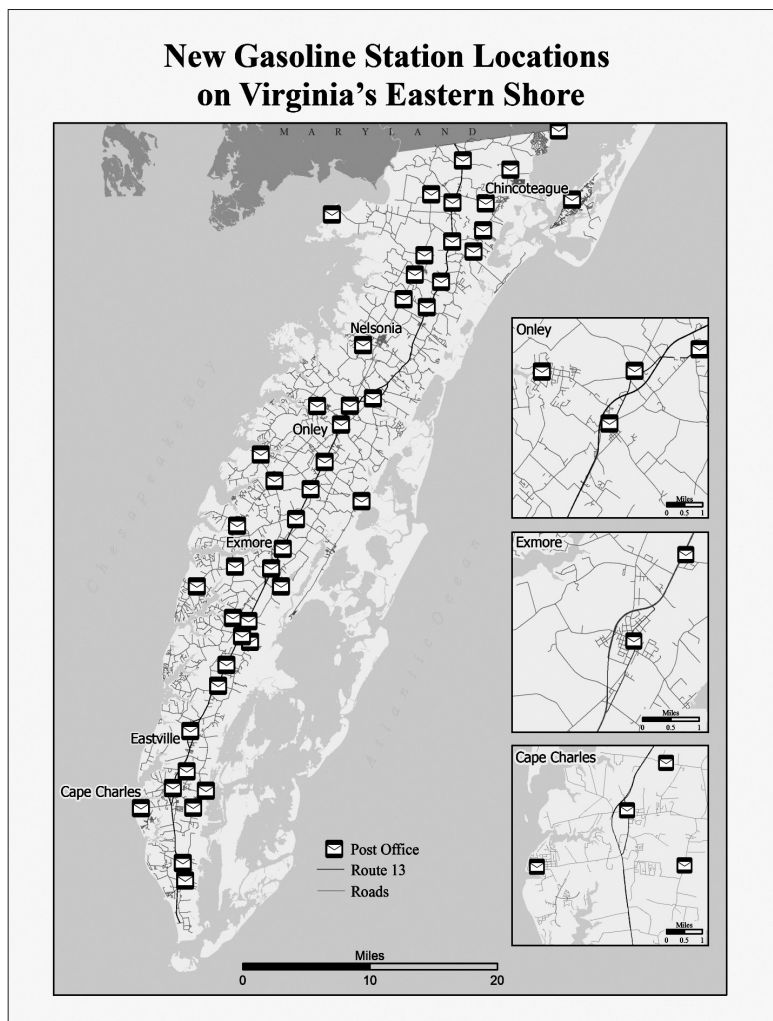 New Gasoline Station Locations
on Virginia's Eastern Shore
MARYLAND
Chincoteague
Nelsonia
Onley
Exmore
Eastville
Cape Charles
Chesapeake Bay
Atlantic Ocean
Post Office
Route 13
Roads
Miles
0 10 20
Onley
Miles
0 0.5 1
Exmore
Miles
0 0.5 1
Cape Charles
Miles
0 0.5 1